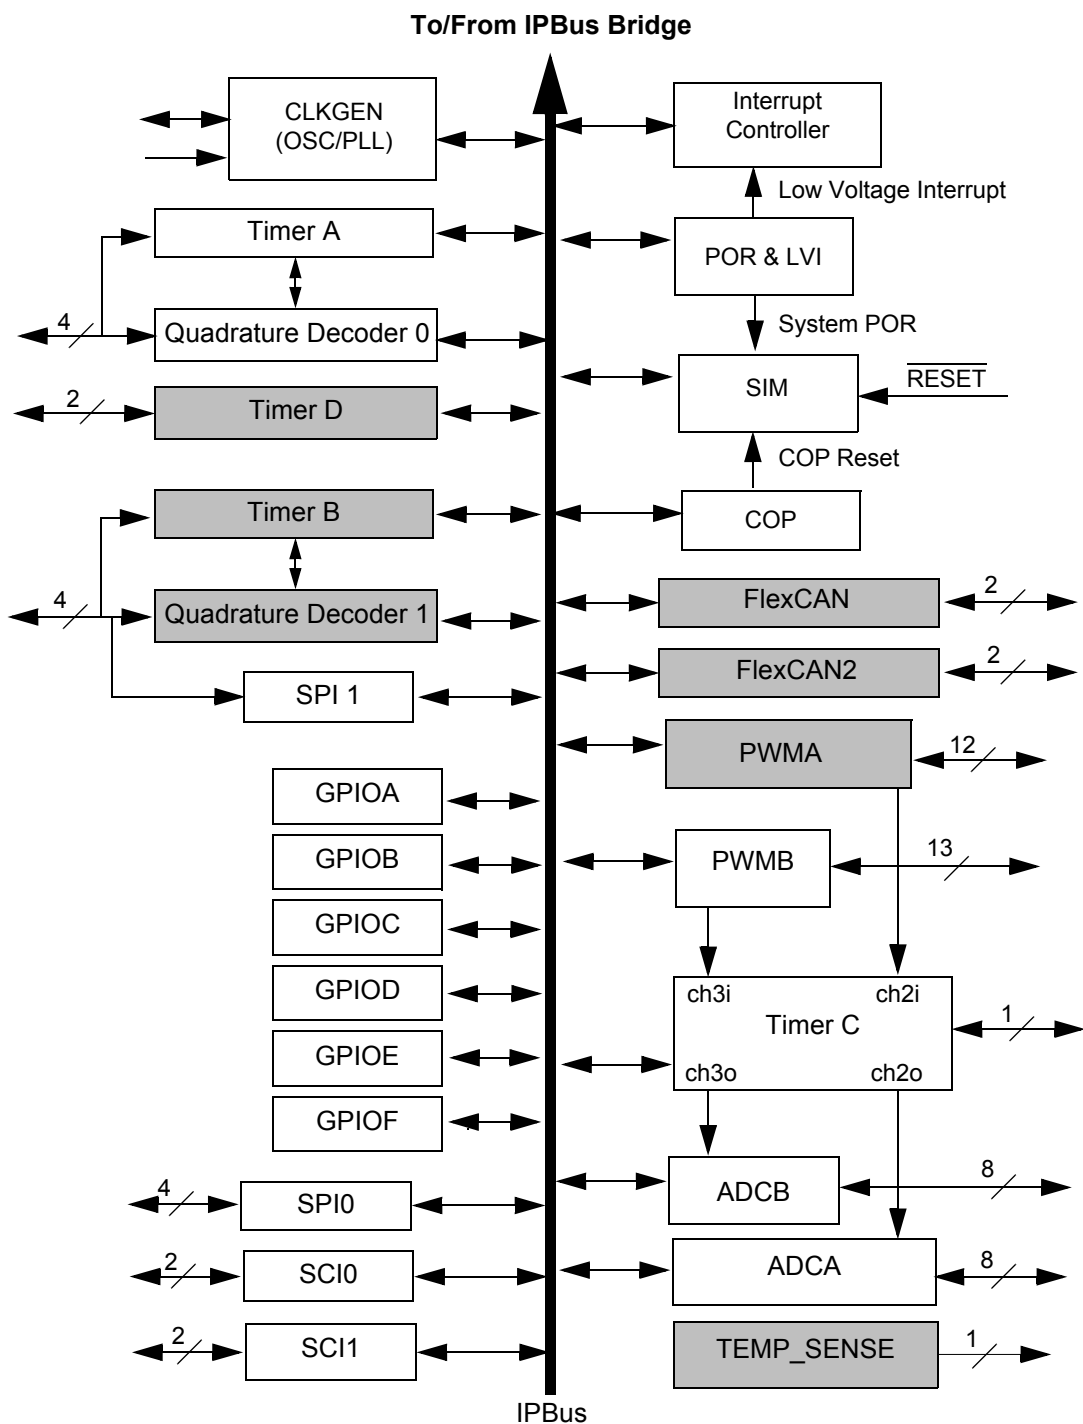 To/From IPBus Bridge
CLKGEN
(OSC/PLL)
Timer A
4
Quadrature Decoder 0
2
Timer D
Timer B
4
Quadrature Decoder 1
SPI 1
GPIOA
GPIOB
GPIOC
GPIOD
GPIOE
GPIOF
4
SPI0
2
SCI0
2
SCI1
Interrupt
Controller
Low Voltage Interrupt
POR & LVI
System POR
SIM
RESET
COP Reset
COP
FlexCAN
2
FlexCAN2
2
PWMA
12
PWMB
13
ch3i
ch2i
Timer C
1
ch3o
ch2o
ADCB
8
ADCA
8
TEMP_SENSE
1
IPBus